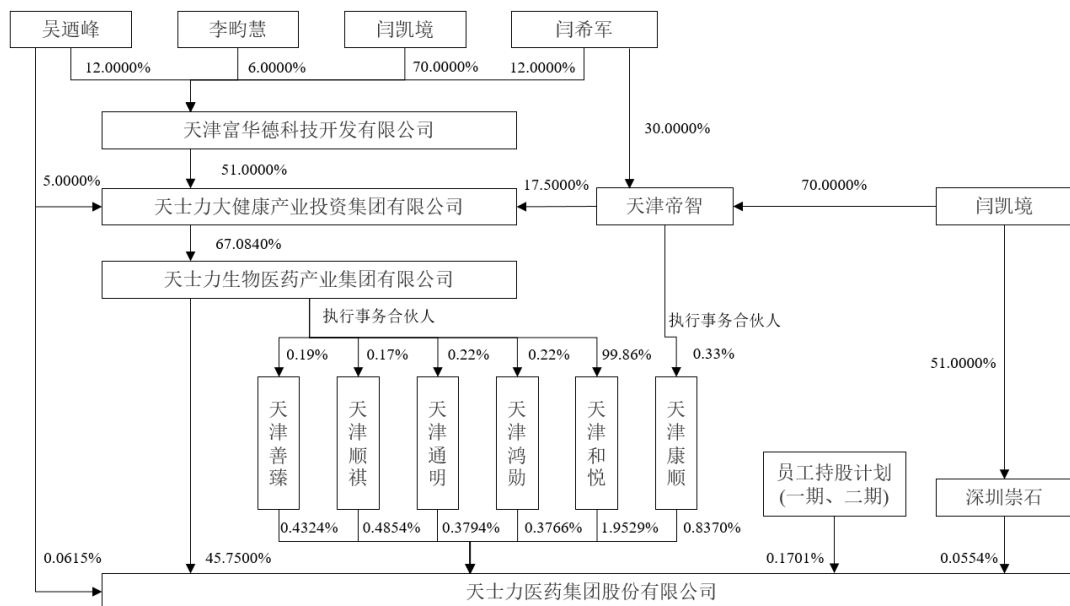 吴迺峰
李畇慧
闫凯境
闫希军
12.0000%
6.0000%
70.0000%
12.0000%
天津富华德科技开发有限公司
30.0000%
51.0000%
5.0000%
17.5000%
70.0000%
天士力大健康产业投资集团有限公司
天津帝智
闫凯境
67.0840%
天士力生物医药产业集团有限公司
执行事务合伙人
执行事务合伙人
0.19%
0.17%
0.22%
0.22%
99.86%
0.33%
51.0000%
天津善臻
天津顺祺
天津通明
天津鸿勋
天津和悦
天津康顺
员工持股计划
(一期、二期)
深圳崇石
0.4324%
0.4854%
0.3794%
0.3766%
1.9529%
0.8370%
0.0615%
45.7500%
0.1701%
0.0554%
天士力医药集团股份有限公司